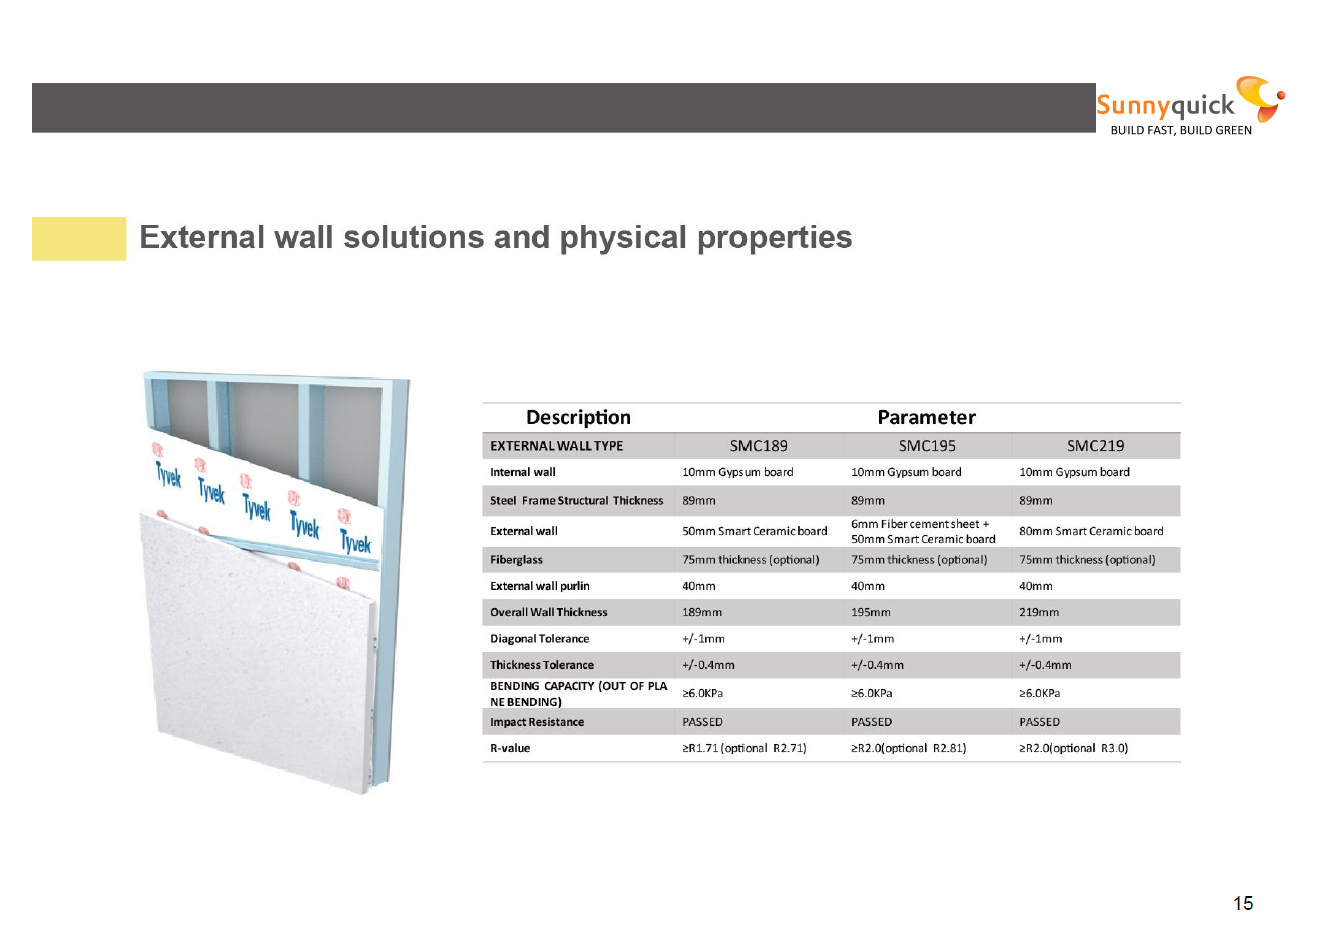 Sunnyquick
BUILD FAST, BUILD GREEN
External wall solutions and physical properties
Tyvek Tyvek Tyvek Tyvek Tyvek
Description Parameter
EXTERNAL WALL TYPE SMC189 SMC195 SMC219
Internal wall 10mm Gypsum board 10mm Gypsum board 10mm Gypsum board
Steel Frame Structural Thickness 89mm 89mm 89mm
External wall 50mm Smart Ceramic board 6mm Fiber cement sheet + 50mm Smart Ceramic board 80mm Smart Ceramic board
Fiberglass 75mm thickness (optional) 75mm thickness (optional) 75mm thickness (optional)
External wall purlin 40mm 40mm 40mm
Overall Wall Thickness 189mm 195mm 219mm
Diagonal Tolerance +/-1mm +/-1mm +/-1mm
Thickness Tolerance +/-0.4mm +/-0.4mm +/-0.4mm
BENDING CAPACITY (OUT OF PLA
NE BENDING) ≥6.0KPa ≥6.0KPa ≥6.0KPa
Impact Resistance PASSED PASSED PASSED
R-value ≥R1.71 (optional R2.71) ≥R2.0(optional R2.81) ≥R2.0(optional R3.0)
15